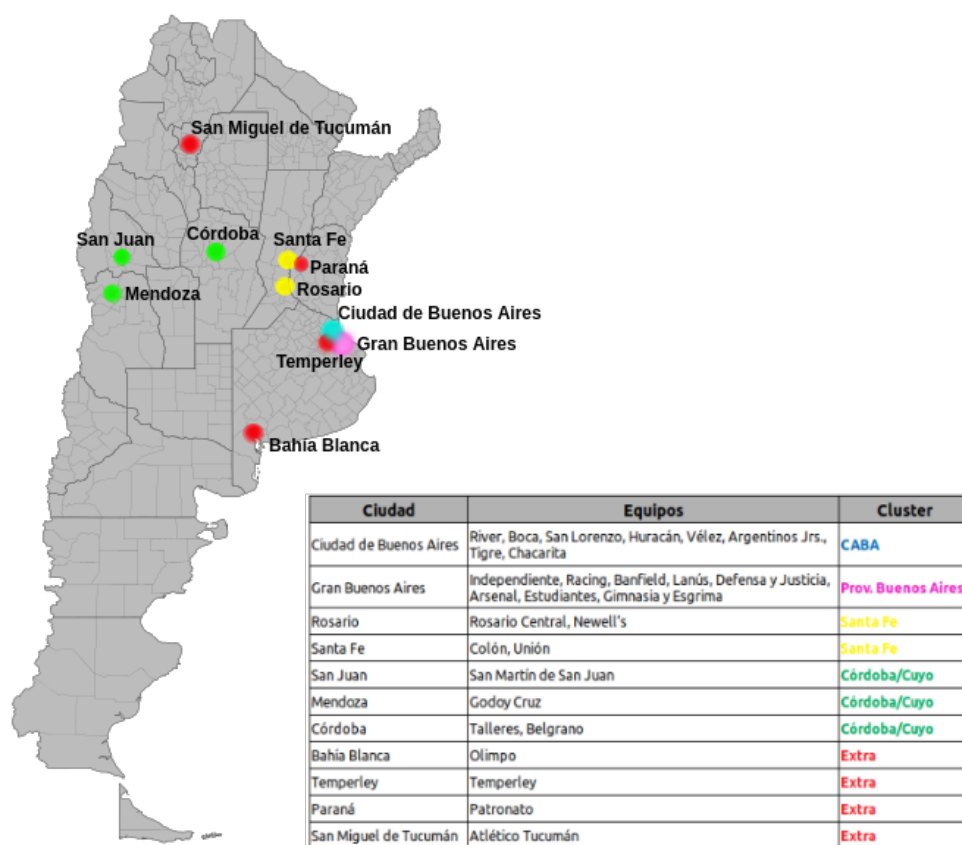 San Miguel de Tucumán
San Juan
Córdoba
Santa Fe
Paraná
Mendoza
Rosario
Ciudad de Buenos Aires
Gran Buenos Aires
Temperley
Bahía Blanca
Ciudad Equipos Cluster
Ciudad de Buenos Aires River, Boca, San Lorenzo, Huracán, Vélez, Argentinos Jrs., Tigre, Chacarita CABA
Gran Buenos Aires Independiente, Racing, Banfield, Lanús, Defensa y Justicia, Arsenal, Estudiantes, Gimnasia y Esgrima Prov. Buenos Aires
Rosario Rosario Central, Newell's Santa Fe
Santa Fe Colón, Unión Santa Fe
San Juan San Martín de San Juan Córdoba/Cuyo
Mendoza Godoy Cruz Córdoba/Cuyo
Córdoba Talleres, Belgrano Córdoba/Cuyo
Bahía Blanca Olimpo Extra
Temperley Temperley Extra
Paraná Patronato Extra
San Miguel de Tucumán Atlético Tucumán Extra